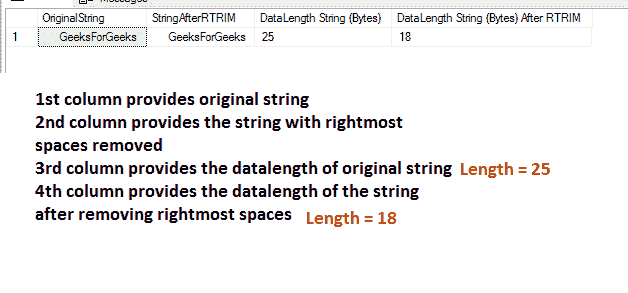 OriginalString StringAfterRTRIM DataLength String (Bytes) DataLength String (Bytes) After RTRIM
1 GeeksForGeeks GeeksForGeeks 25 18
1st column provides original string
2nd column provides the string with rightmost
spaces removed
3rd column provides the datalength of original string Length = 25
4th column provides the datalength of the string
after removing rightmost spaces Length = 18